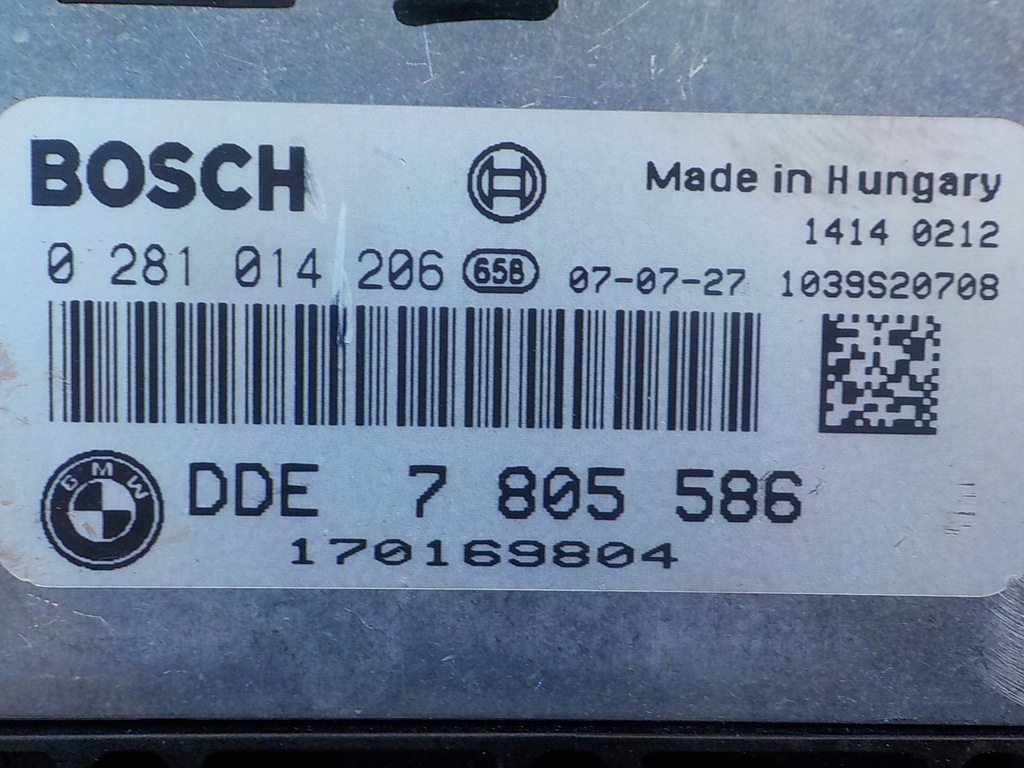 BOSCH
Made in Hungary
1414 0212
0 281 014 206 658 07-07-27 1039S20708
BMW
DDE 7 805 586
170169804